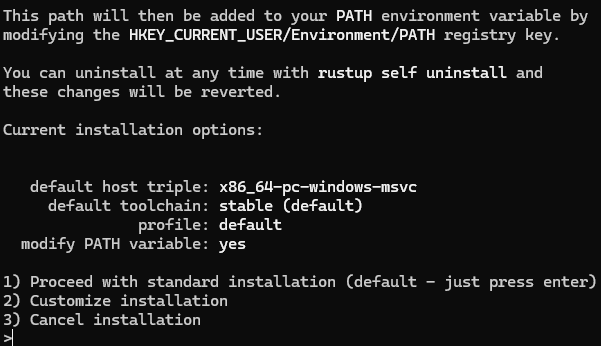 This path will then be added to your PATH environment variable by
modifying the HKEY_CURRENT_USER/Environment/PATH registry key.
You can uninstall at any time with rustup self uninstall and
these changes will be reverted.
Current installation options:
default host triple: x86_64-pc-windows-msvc
default toolchain: stable (default)
profile: default
modify PATH variable: yes
1) Proceed with standard installation (default - just press enter)
2) Customize installation
3) Cancel installation
>